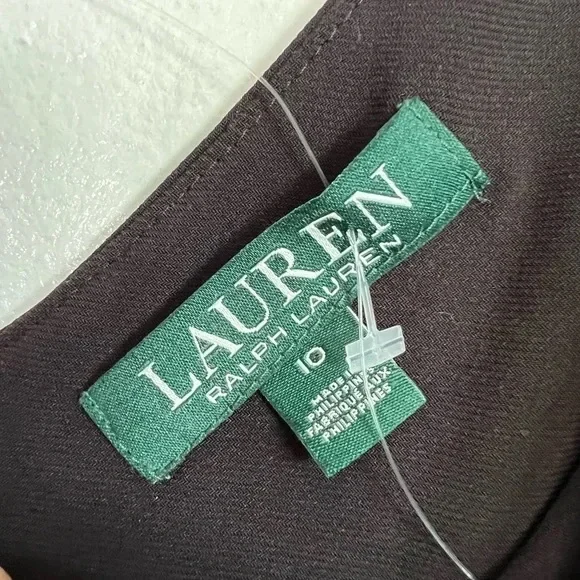 LAUREN
RALPH LAUREN
10
MADE IN
PHILIPPINES
FABRIQUE AUX
PHILIPPINES